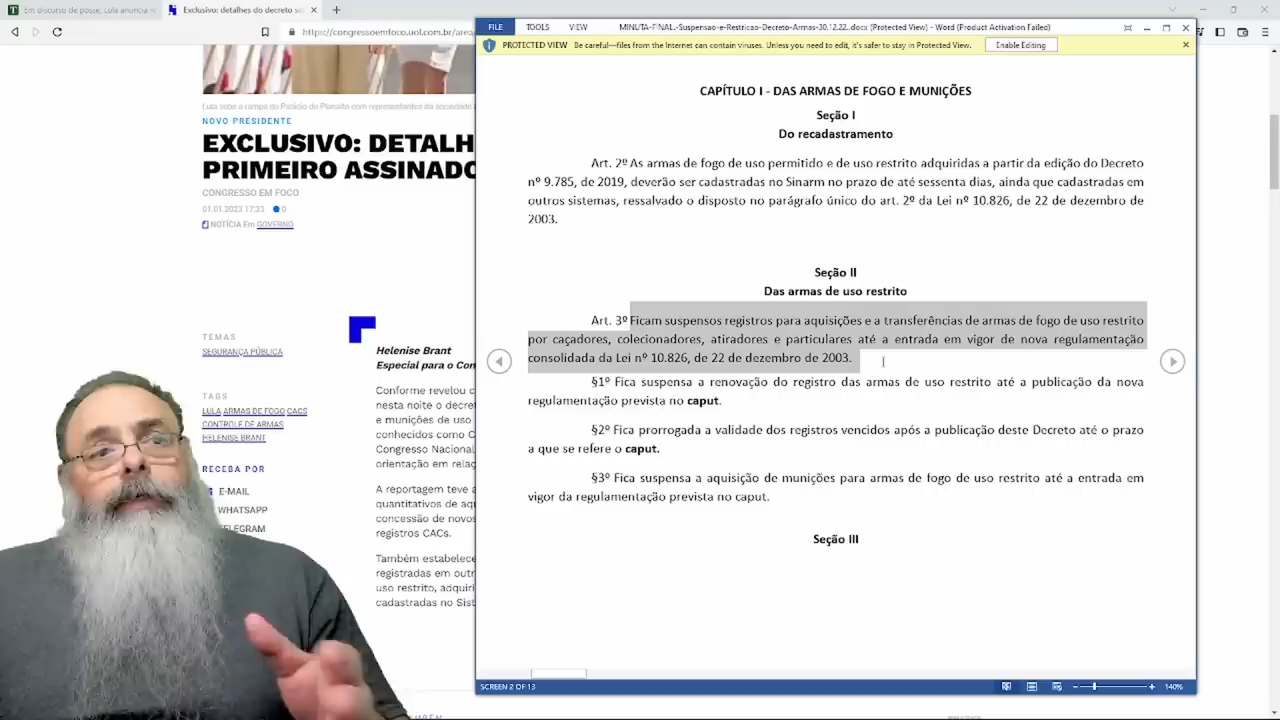 Em discurso de posse, Lula anuncia
Exclusivo: detalhes do decreto so
https://congressoemfoco.uol.com.br/area/
Lula sobe a rampa do Palácio do Planalto com representantes da sociedade
NOVO PRESIDENTE
EXCLUSIVO: DETALH
PRIMEIRO ASSINADO
CONGRESSO EM FOCO
01.01.2023 17:33 0
NOTÍCIA Em GOVERNO
TEMAS
SEGURANÇA PÚBLICA
TAGS
LULA ARMAS DE FOGO CACS
CONTROLE DE ARMAS
HELENISE BRANT
RECEBA POR
E-MAIL
WHATSAPP
TELEGRAM
Helenise Brant
Especial para o Con
Conforme revelou o
nesta noite o decret
e munições de uso
conhecidos como C
Congresso Nacional
orientação em relaç
A reportagem teve a
quantitativos de aq
concessão de novos
registros CACs.
Também estabelece
registradas em outr
uso restrito, adquiri
cadastradas no Sist
FILE TOOLS VIEW MINUTA-FINAL.-Suspensao-e-Restricao-Decreto-Armas-30.12.22..docx (Protected View) - Word (Product Activation Failed)
PROTECTED VIEW Be careful—files from the Internet can contain viruses. Unless you need to edit, it's safer to stay in Protected View. Enable Editing
CAPÍTULO I - DAS ARMAS DE FOGO E MUNIÇÕES
Seção I
Do recadastramento
Art. 2º As armas de fogo de uso permitido e de uso restrito adquiridas a partir da edição do Decreto
nº 9.785, de 2019, deverão ser cadastradas no Sinarm no prazo de até sessenta dias, ainda que cadastradas em
outros sistemas, ressalvado o disposto no parágrafo único do art. 2º da Lei nº 10.826, de 22 de dezembro de
2003.
Seção II
Das armas de uso restrito
Art. 3º Ficam suspensos registros para aquisições e a transferências de armas de fogo de uso restrito
por caçadores, colecionadores, atiradores e particulares até a entrada em vigor de nova regulamentação
consolidada da Lei nº 10.826, de 22 de dezembro de 2003.
§1º Fica suspensa a renovação do registro das armas de uso restrito até a publicação da nova
regulamentação prevista no caput.
§2º Fica prorrogada a validade dos registros vencidos após a publicação deste Decreto até o prazo
a que se refere o caput.
§3º Fica suspensa a aquisição de munições para armas de fogo de uso restrito até a entrada em
vigor da regulamentação prevista no caput.
Seção III
SCREEN 2 OF 13 140%